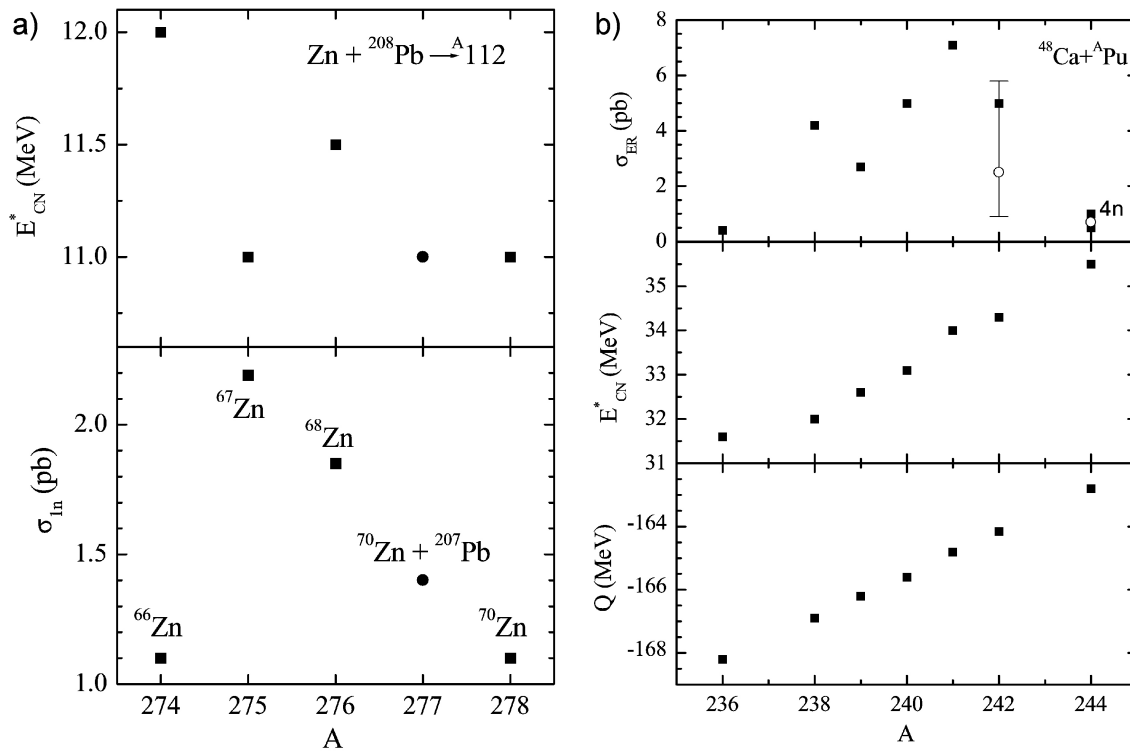 a)
Zn + ²⁰⁸Pb → ᴬ112
E*CN (MeV)
12.0
11.5
11.0
⁶⁷Zn
⁶⁸Zn
⁷⁰Zn + ²⁰⁷Pb
⁶⁶Zn
⁷⁰Zn
σ1n (pb)
2.0
1.5
1.0
274 275 276 277 278
A
b)
⁴⁸Ca+ᴬPu
σER (pb)
8
6
4
2
0
4n
E*CN (MeV)
35
34
33
32
31
Q (MeV)
-164
-166
-168
236 238 240 242 244
A